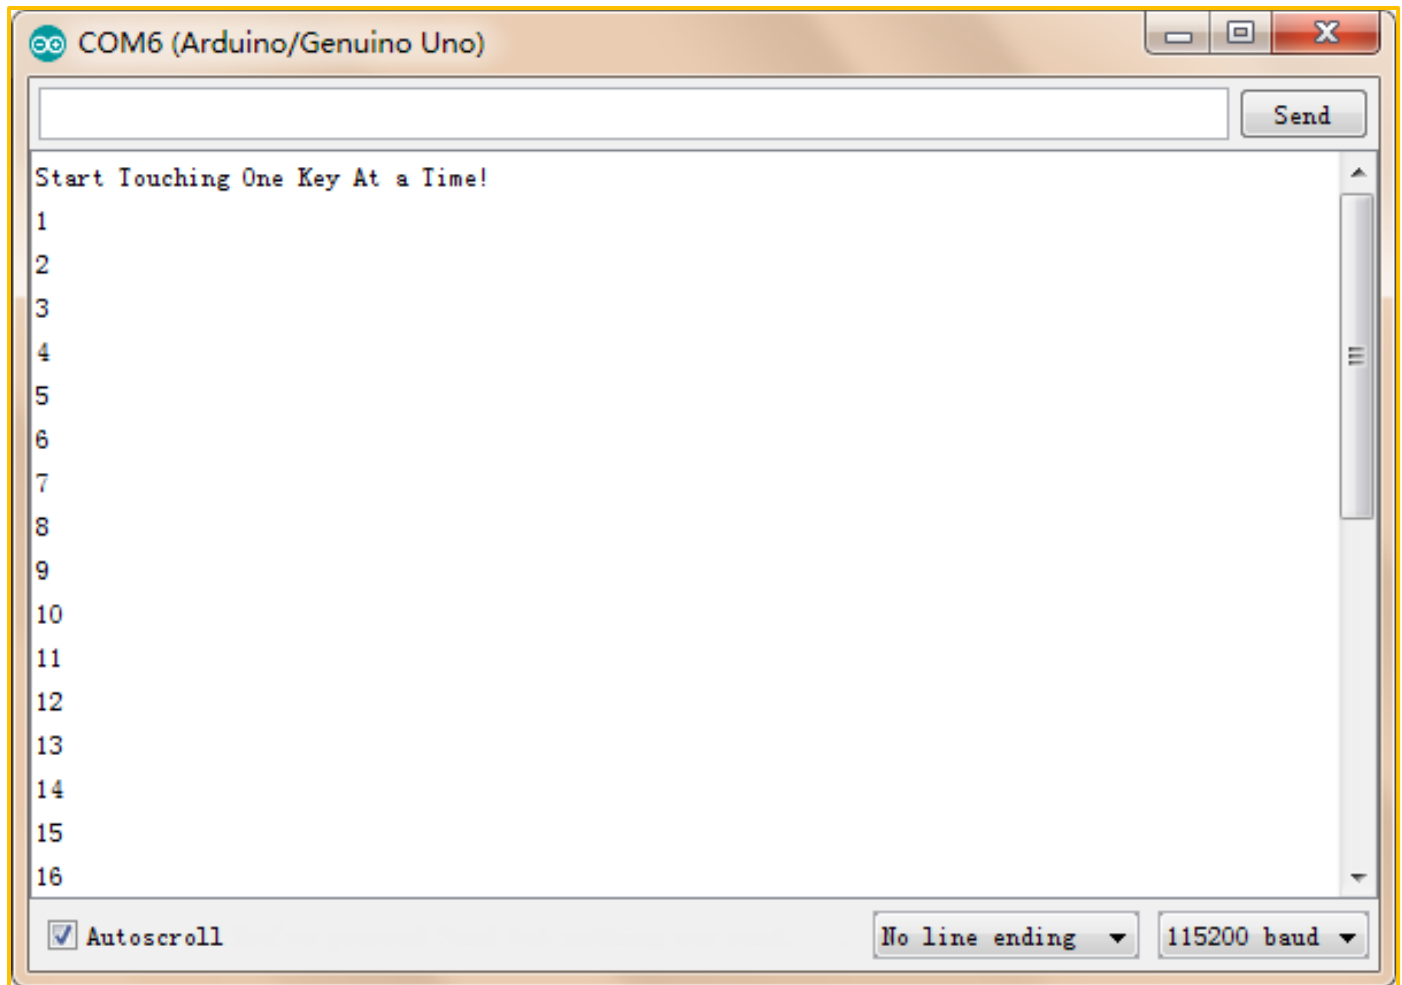 COM6 (Arduino/Genuino Uno)
Send
Start Touching One Key At a Time!
1
2
3
4
5
6
7
8
9
10
11
12
13
14
15
16
Autoscroll
No line ending
115200 baud